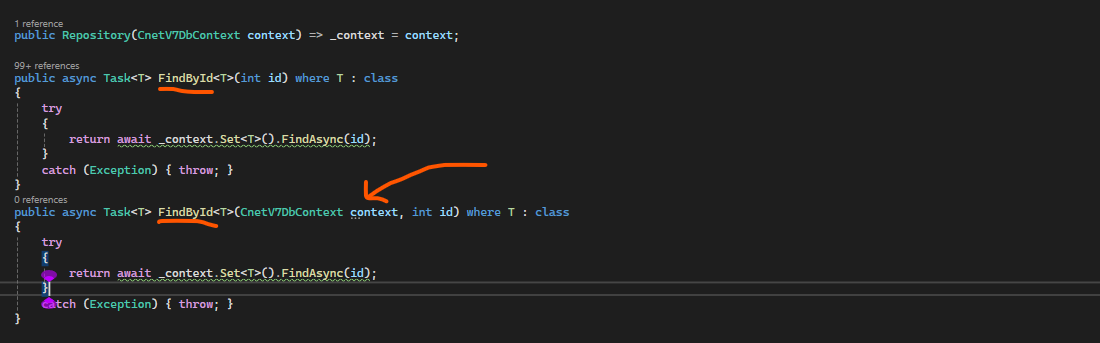 1 reference
public Repository(CnetV7DbContext context) => _context = context;
99+ references
public async Task<T> FindById<T>(int id) where T : class
{
try
{
return await _context.Set<T>().FindAsync(id);
}
catch (Exception) { throw; }
}
0 references
public async Task<T> FindById<T>(CnetV7DbContext context, int id) where T : class
{
try
{
return await _context.Set<T>().FindAsync(id);
}
catch (Exception) { throw; }
}